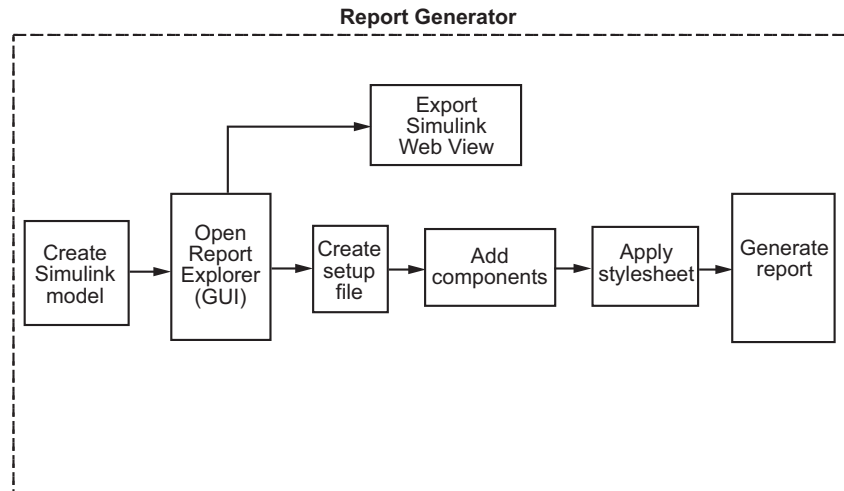 Report Generator
Export
Simulink
Web View
Create
Simulink
model
Open
Report
Explorer
(GUI)
Create
setup
file
Add
components
Apply
stylesheet
Generate
report